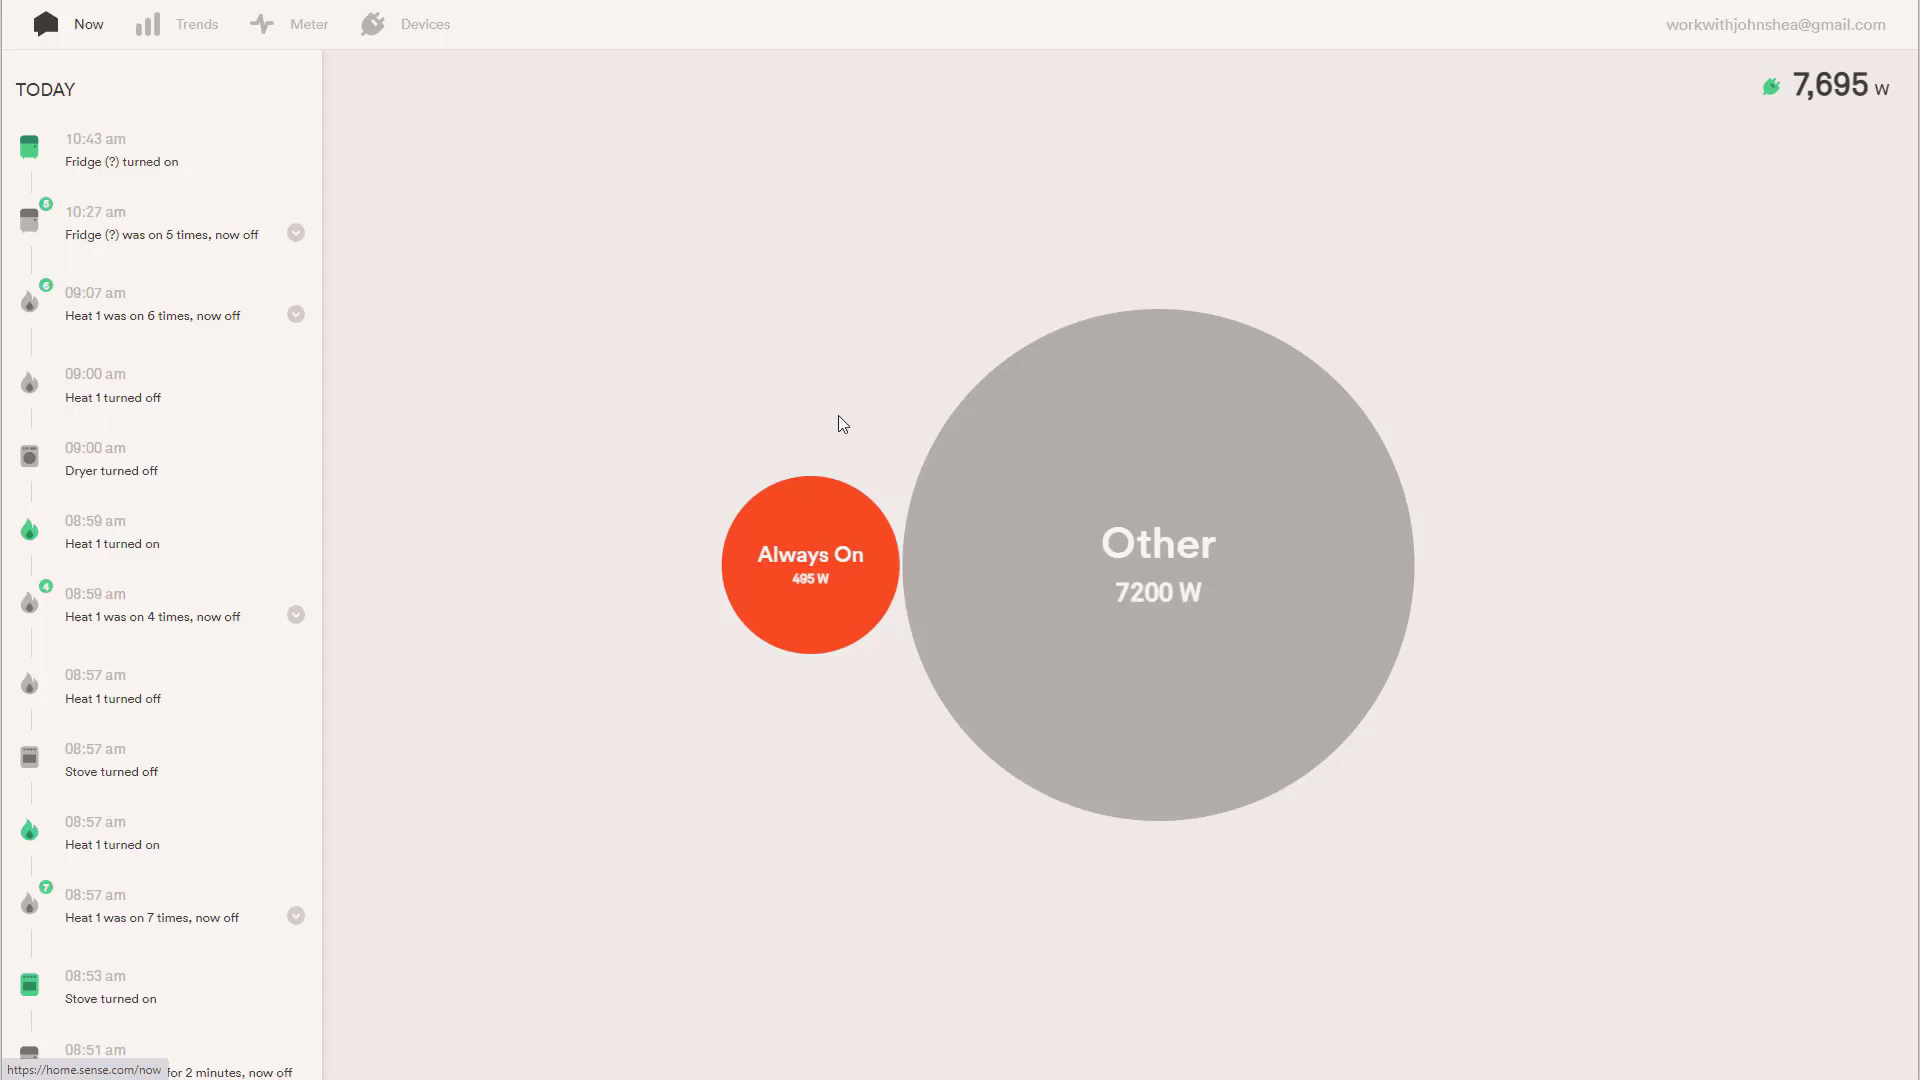 Now
Trends
Meter
Devices
workwithjohnshea@gmail.com
7,695 W
TODAY
10:43 am
Fridge (?) turned on
5
10:27 am
Fridge (?) was on 5 times, now off
6
09:07 am
Heat 1 was on 6 times, now off
09:00 am
Heat 1 turned off
09:00 am
Dryer turned off
08:59 am
Heat 1 turned on
4
08:59 am
Heat 1 was on 4 times, now off
08:57 am
Heat 1 turned off
08:57 am
Stove turned off
08:57 am
Heat 1 turned on
7
08:57 am
Heat 1 was on 7 times, now off
08:53 am
Stove turned on
08:51 am
for 2 minutes, now off
https://home.sense.com/now
Always On
495 W
Other
7200 W